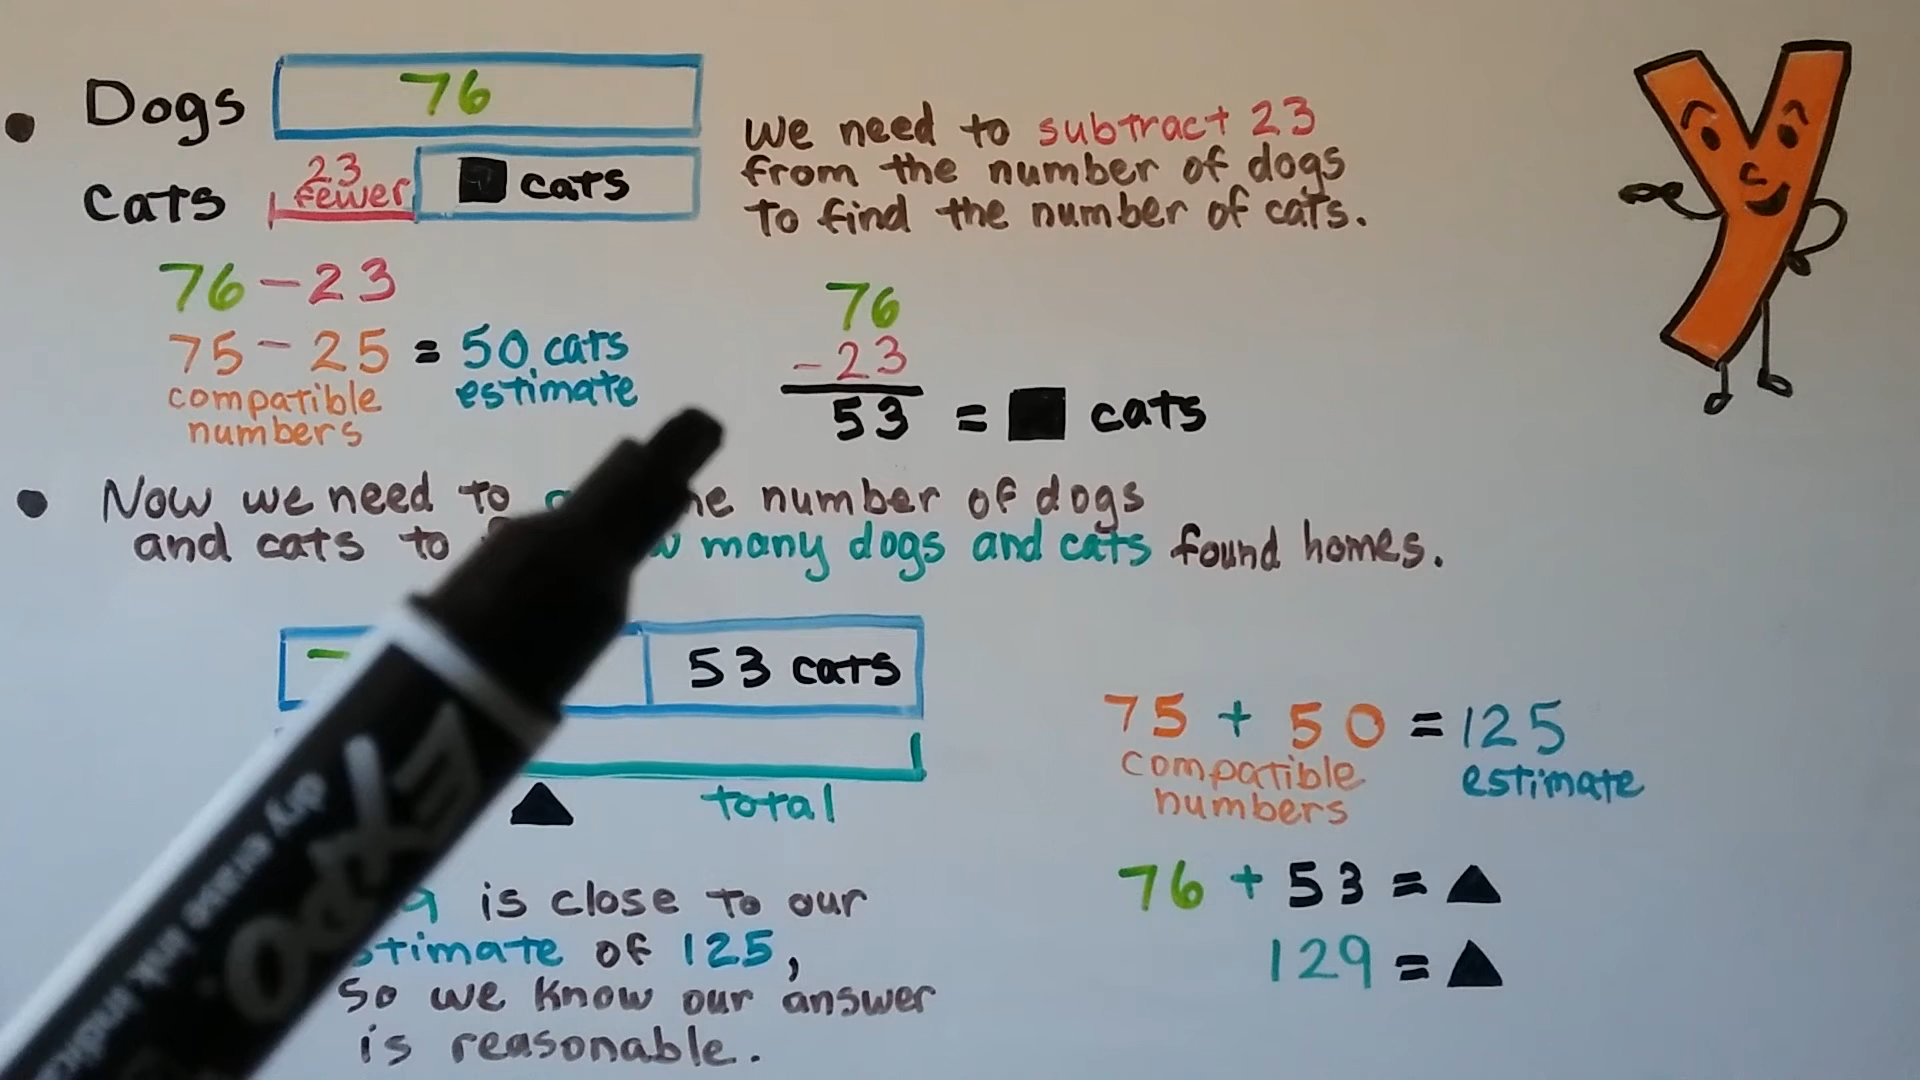 Dogs 76
we need to subtract 23
from the number of dogs
to find the number of cats.
23
fewer
cats
cats
76 - 23
75 - 25 = 50 cats
compatible
numbers
estimate
76
- 23
53 = cats
Now we need to the number of dogs
and cats to many dogs and cats found homes.
53 cats
total
75 + 50 = 125
compatible
numbers
estimate
76 + 53 =
129 =
is close to our
of 125,
so we know our answer
is reasonable.
EXPO
dry erase